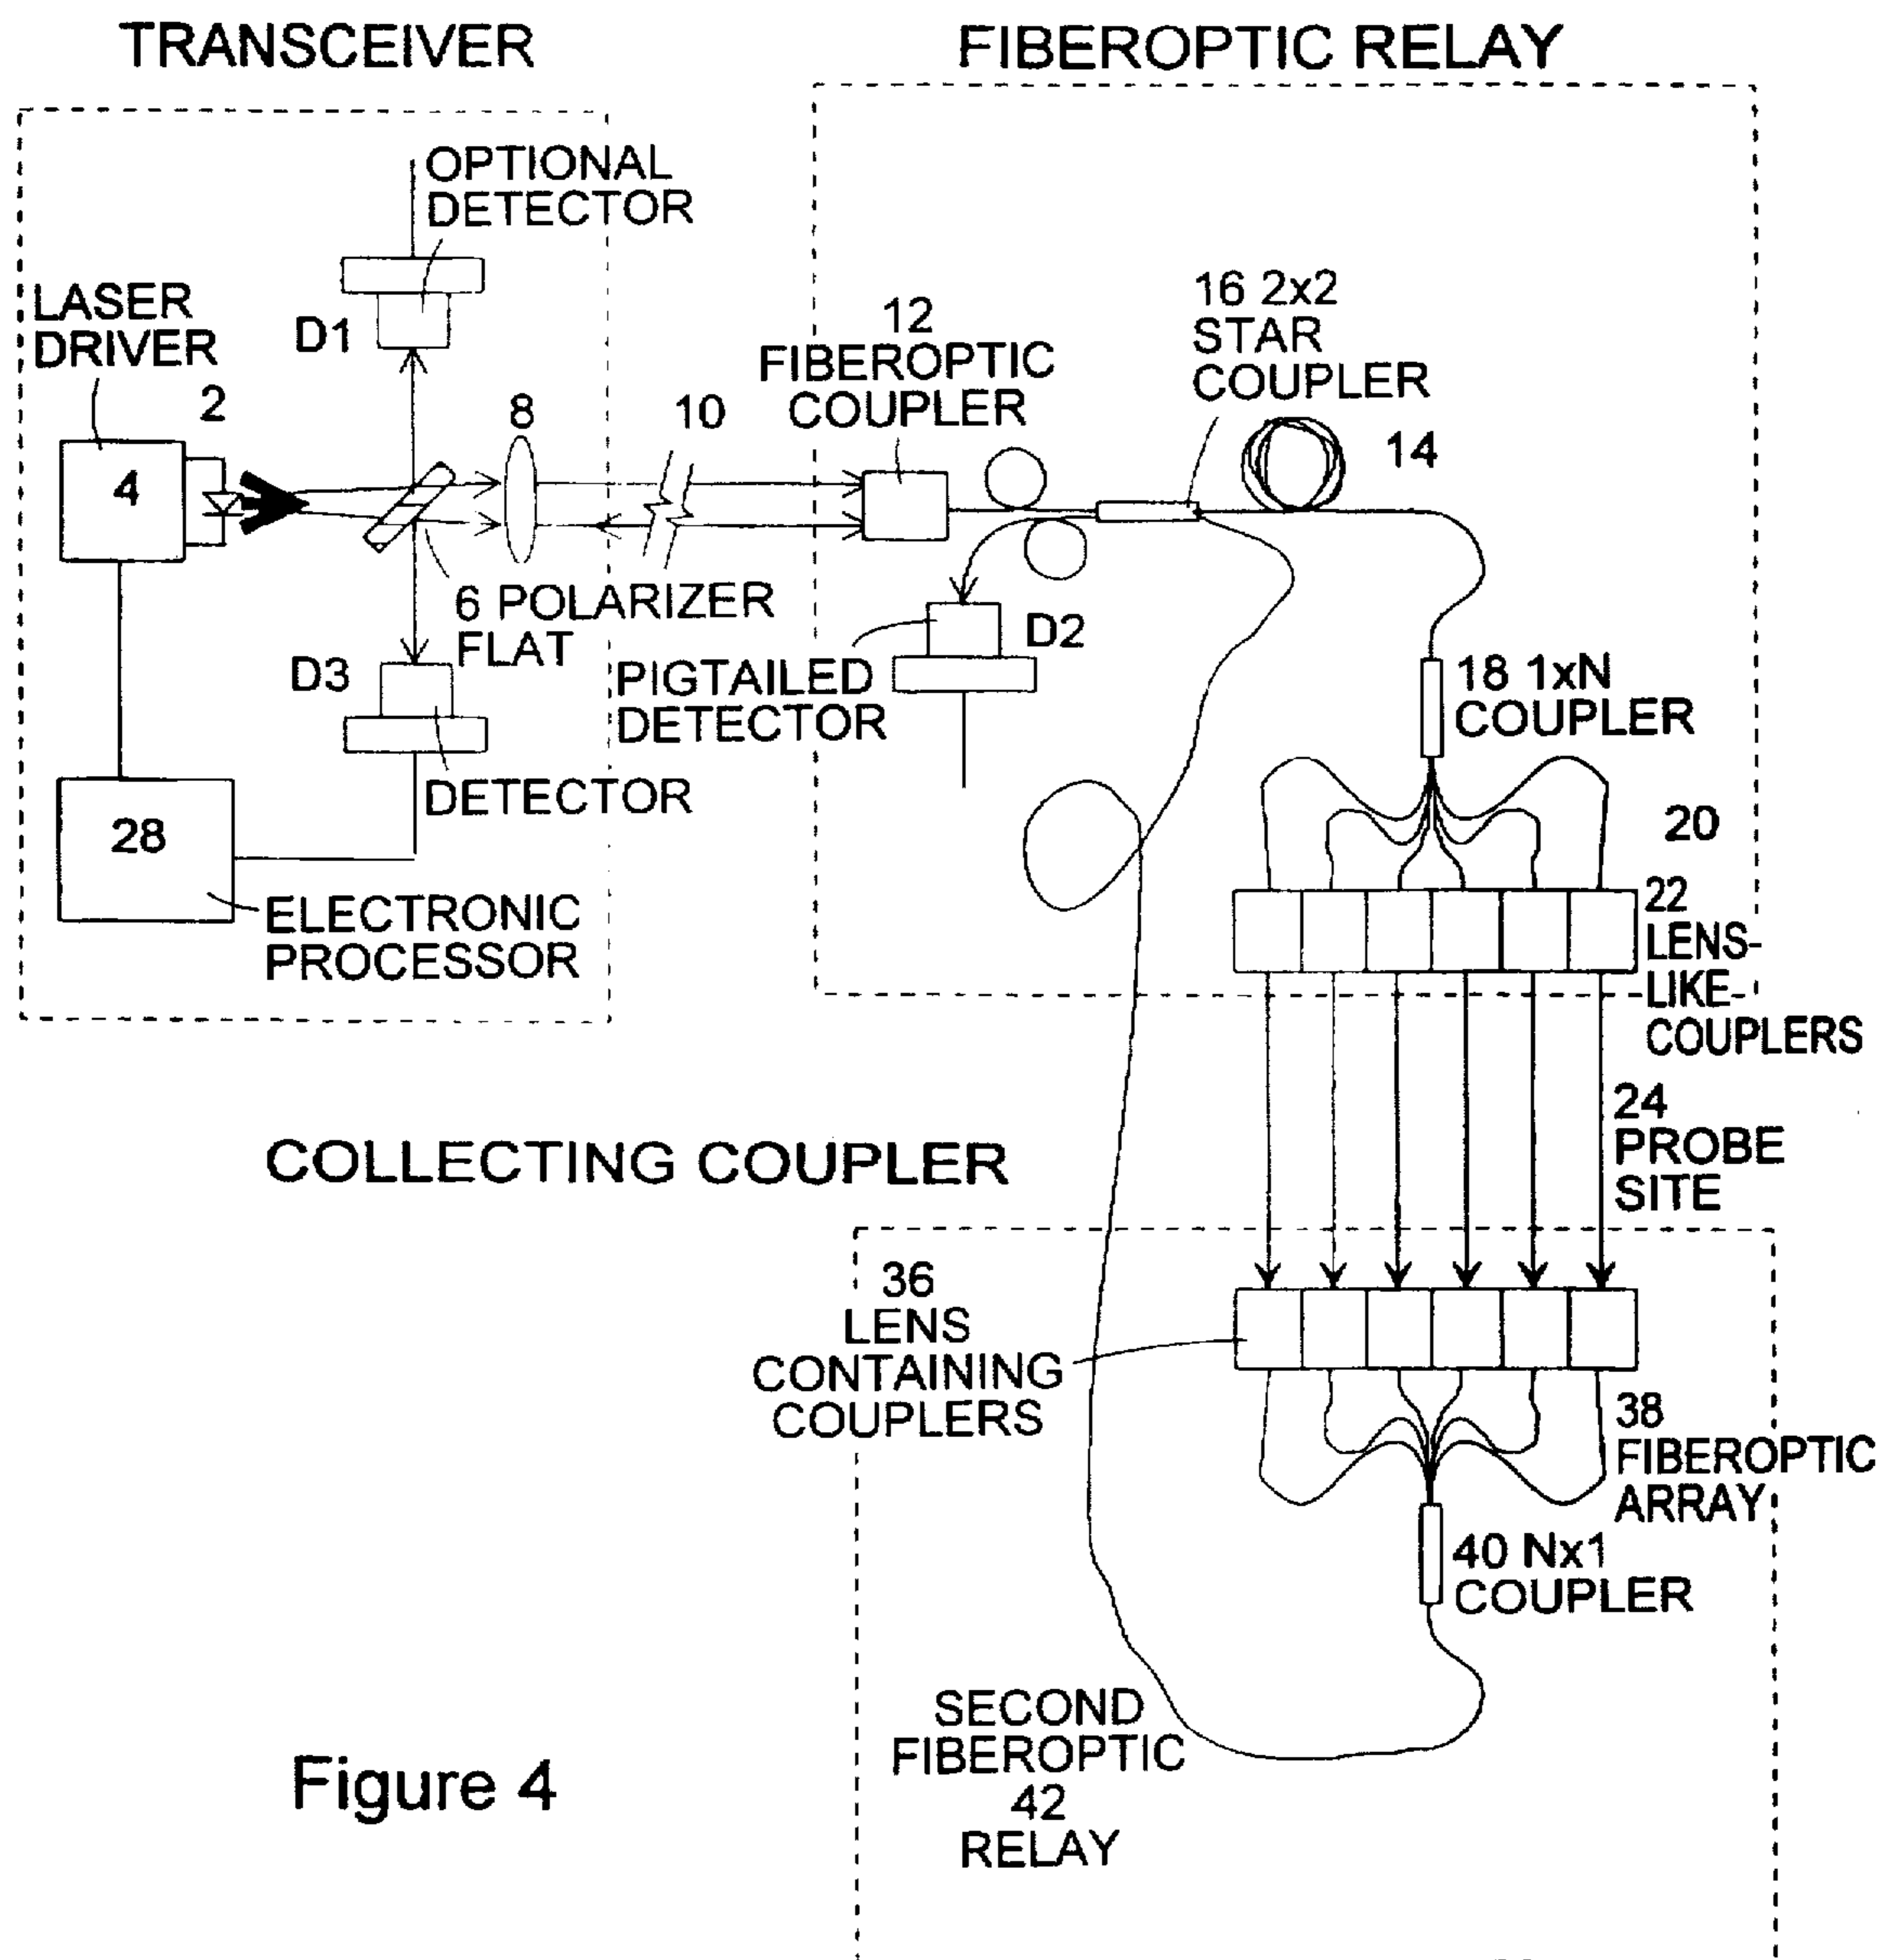 TRANSCEIVER
FIBEROPTIC RELAY
OPTIONAL
DETECTOR
LASER
DRIVER
D1
2
4
8
10
12
FIBEROPTIC
COUPLER
16 2x2
STAR
COUPLER
14
6 POLARIZER
FLAT
D3
DETECTOR
28
ELECTRONIC
PROCESSOR
D2
PIGTAILED
DETECTOR
18 1xN
COUPLER
20
22
LENS-
LIKE-
COUPLERS
24
PROBE
SITE
COLLECTING COUPLER
36
LENS
CONTAINING
COUPLERS
38
FIBEROPTIC
ARRAY
40 Nx1
COUPLER
SECOND
FIBEROPTIC
42
RELAY
Figure 4